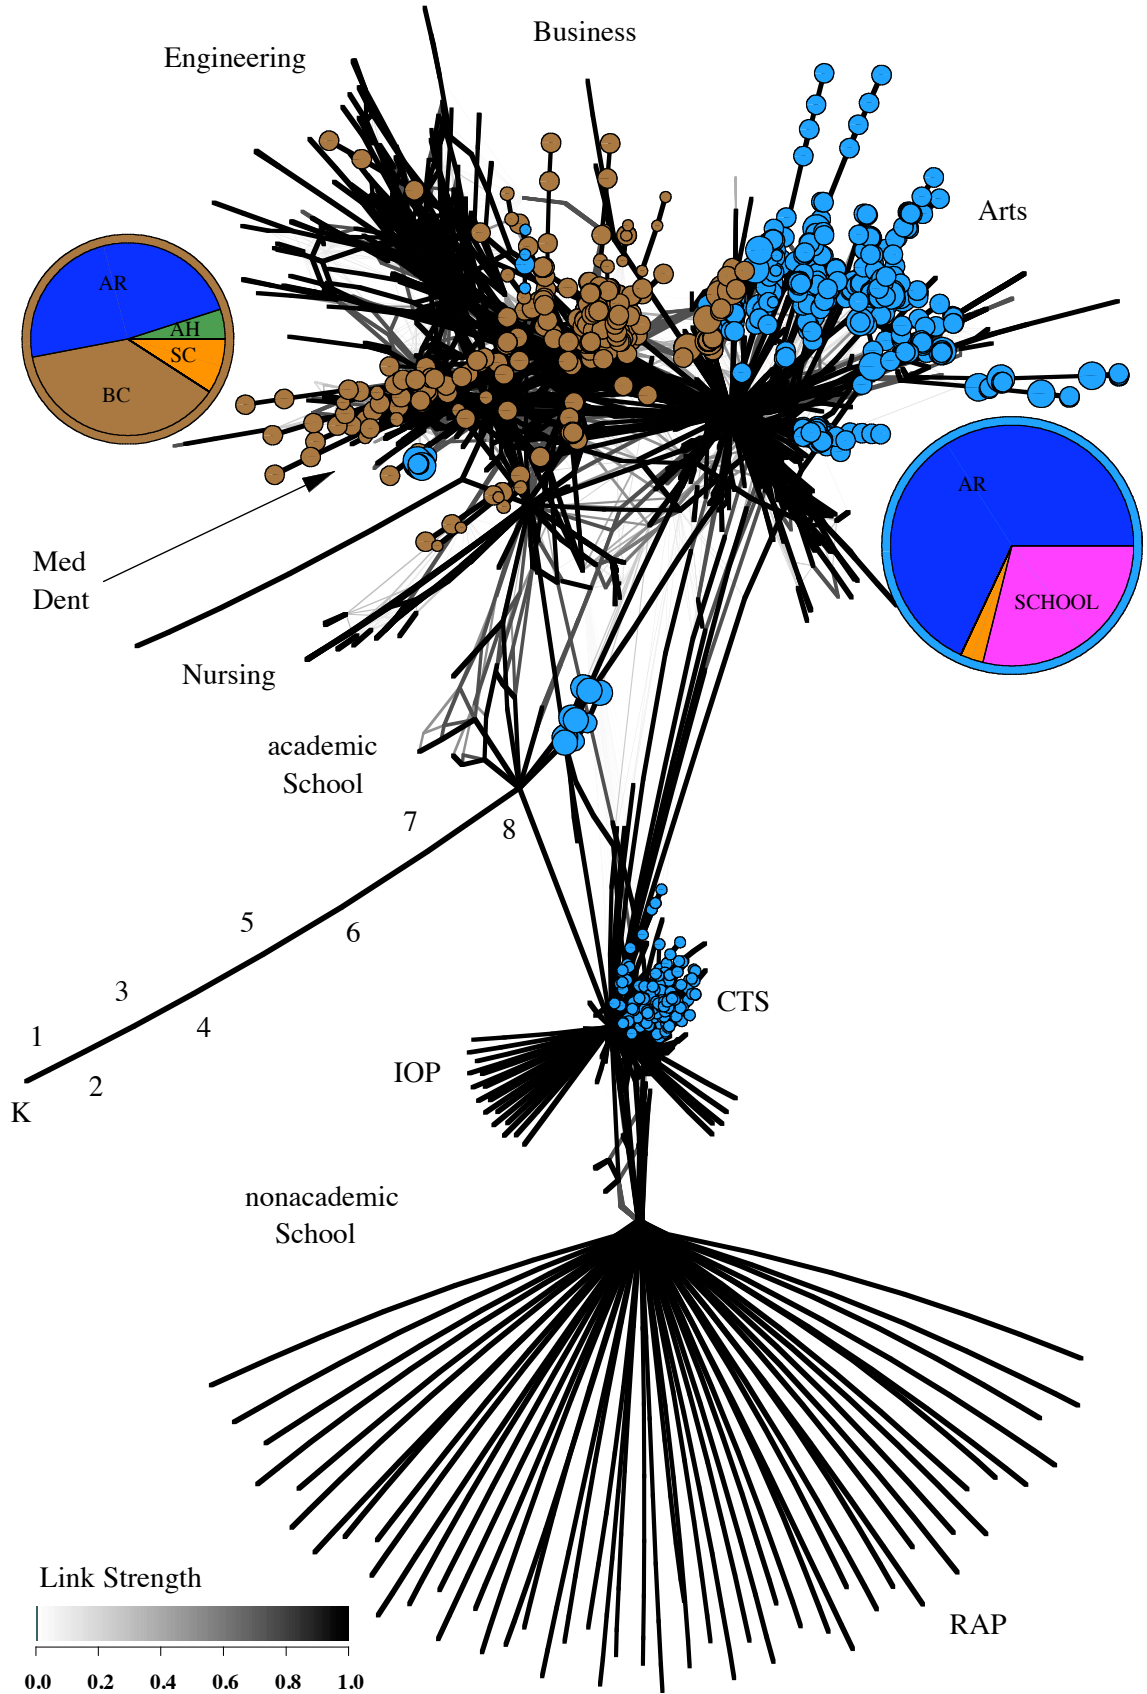 Business
Engineering
Arts
AR
AH
SC
BC
AR
SCHOOL
Med
Dent
Nursing
academic
School
7
8
5
6
3
4
1
2
K
CTS
IOP
nonacademic
School
RAP
Link Strength
0.0 0.2 0.4 0.6 0.8 1.0